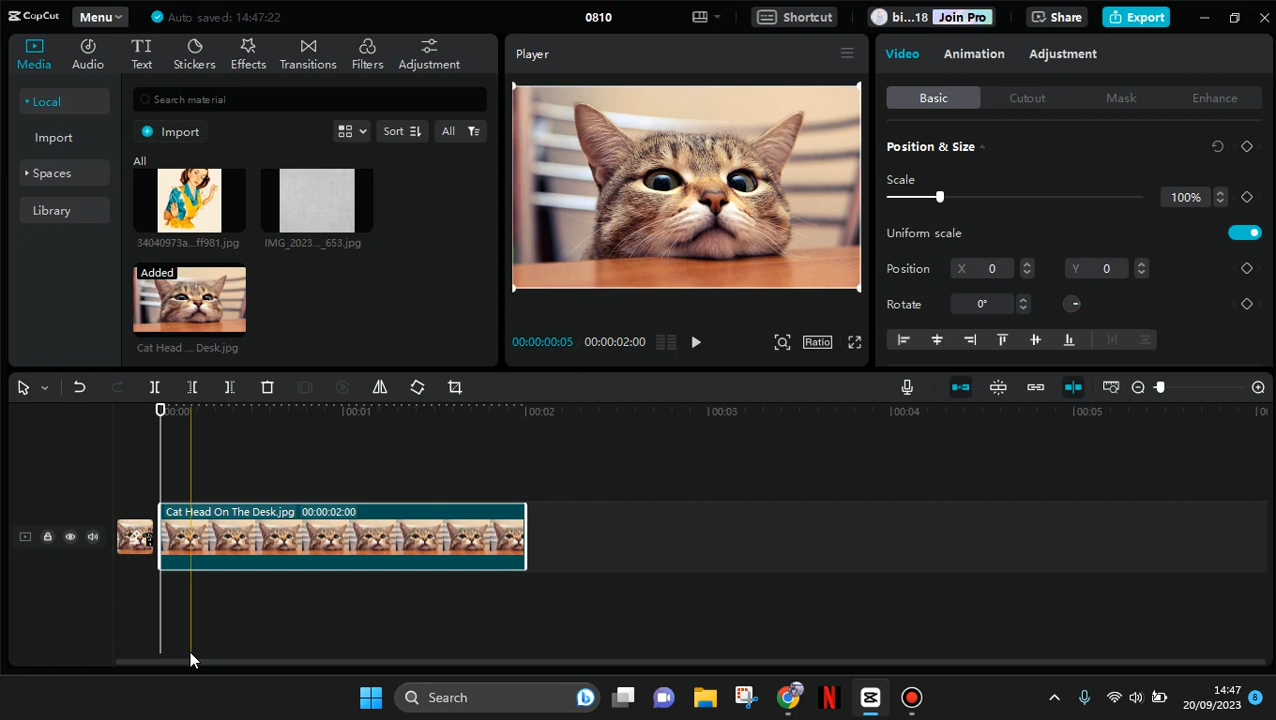 CapCut
Menu
Auto saved: 14:47:22
0810
Shortcut
bi...18
Join Pro
Share
Export
Media
Audio
Text
Stickers
Effects
Transitions
Filters
Adjustment
Local
Import
Spaces
Library
Search material
Import
Sort
All
All
34040973a...ff981.jpg
IMG_2023..._653.jpg
Added
Cat Head ... Desk.jpg
Player
00:00:00:05
00:00:02:00
Ratio
Video
Animation
Adjustment
Basic
Cutout
Mask
Enhance
Position & Size
Scale
100%
Uniform scale
Position
X
0
Y
0
Rotate
0°
00:00
00:01
00:02
00:03
00:04
00:05
Cat Head On The Desk.jpg
00:00:02:00
Search
14:47
20/09/2023
8